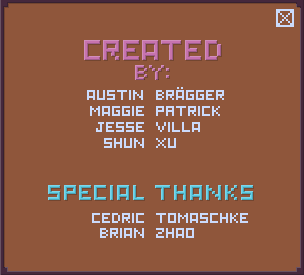 CREATED
BY:
AUSTIN BRÄGGER
MAGGIE PATRICK
JESSE VILLA
SHUN XU
SPECIAL THANKS
CEDRIC TOMASCHKE
BRIAN ZHAO